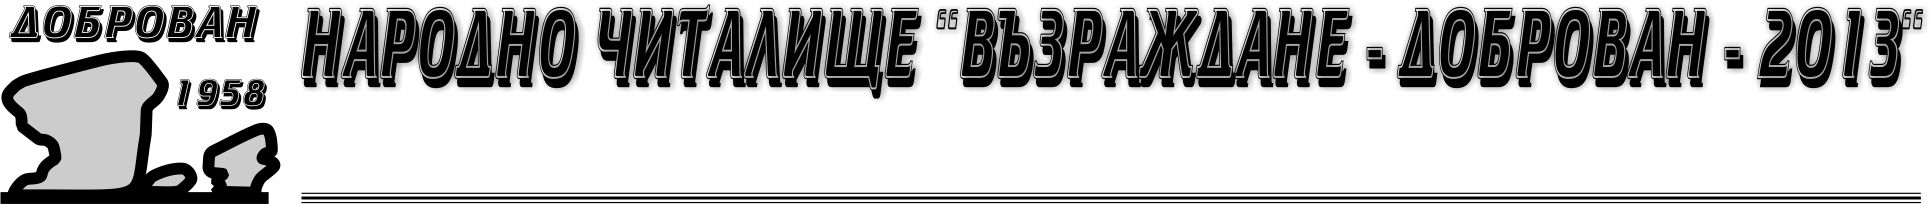 ДОБРОВАН
1958
НАРОДНО ЧИТАЛИЩЕ “ВЪЗРАЖДАНЕ - ДОБРОВАН - 2013“